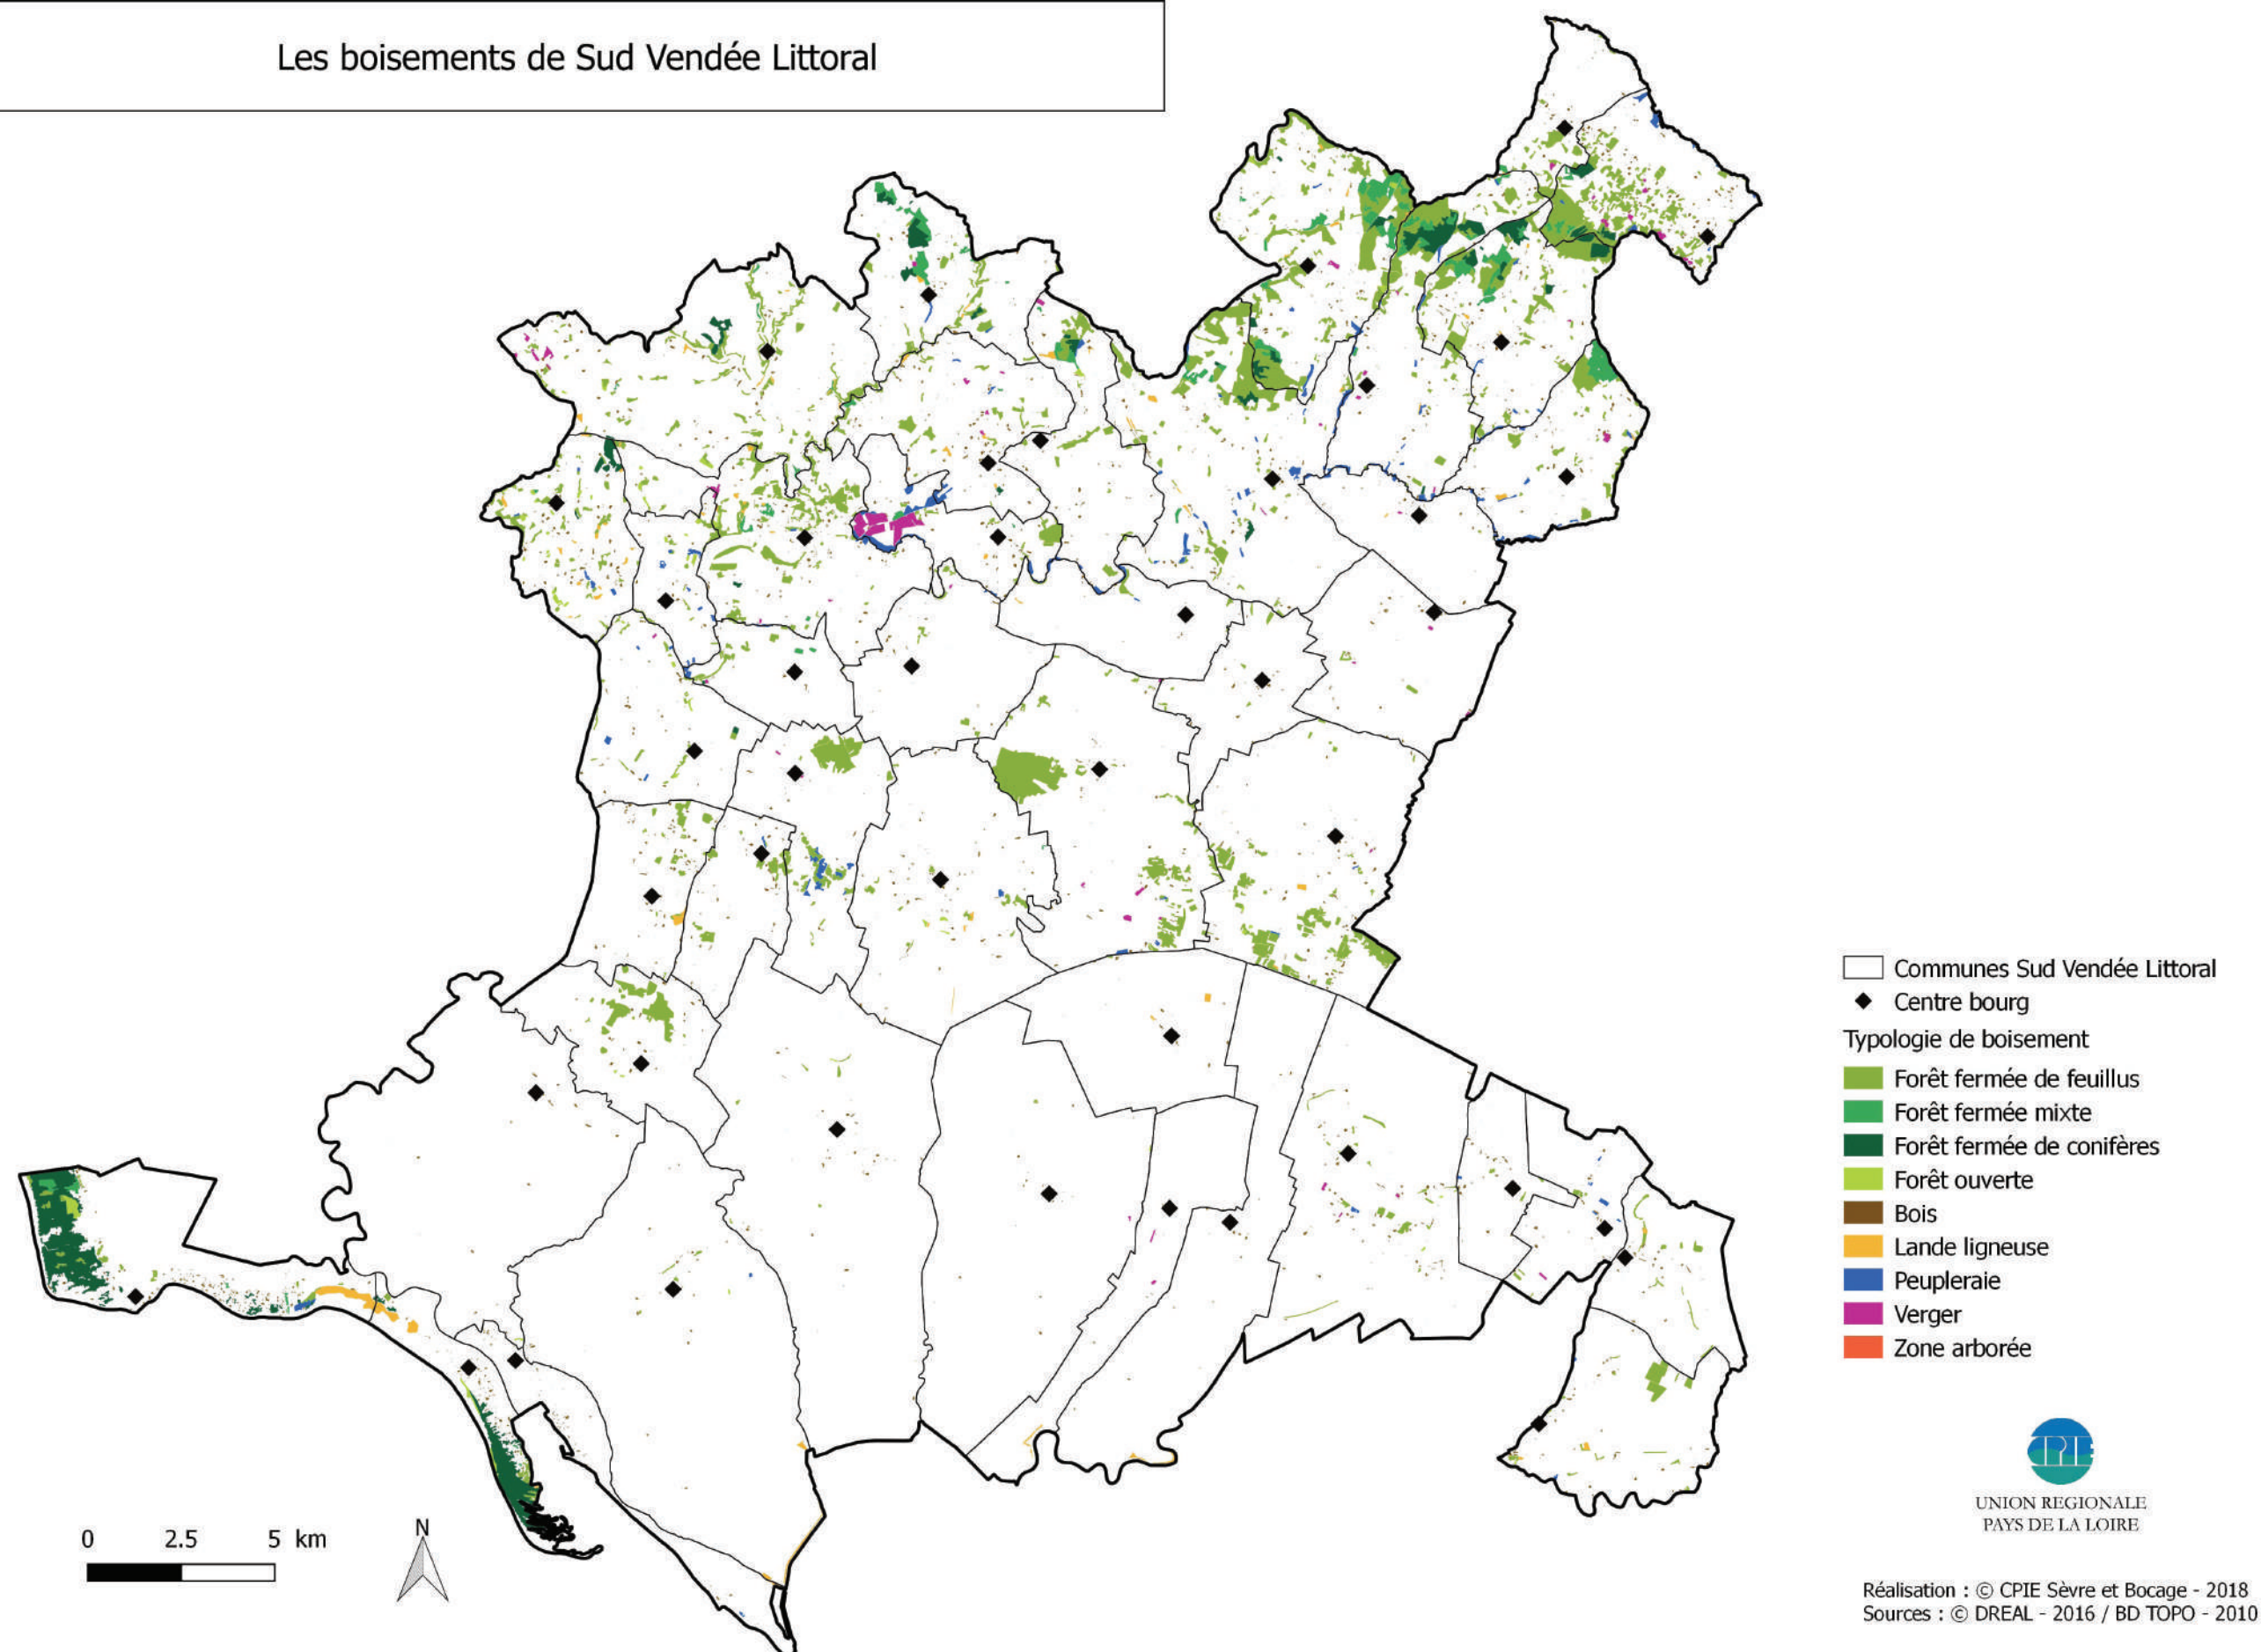 Les boisements de Sud Vendée Littoral
Communes Sud Vendée Littoral
Centre bourg
Typologie de boisement
Forêt fermée de feuillus
Forêt fermée mixte
Forêt fermée de conifères
Forêt ouverte
Bois
Lande ligneuse
Peupleraie
Verger
Zone arborée
CPIE
UNION REGIONALE
PAYS DE LA LOIRE
0 2.5 5 km
N
Réalisation : © CPIE Sèvre et Bocage - 2018
Sources : © DREAL - 2016 / BD TOPO - 2010